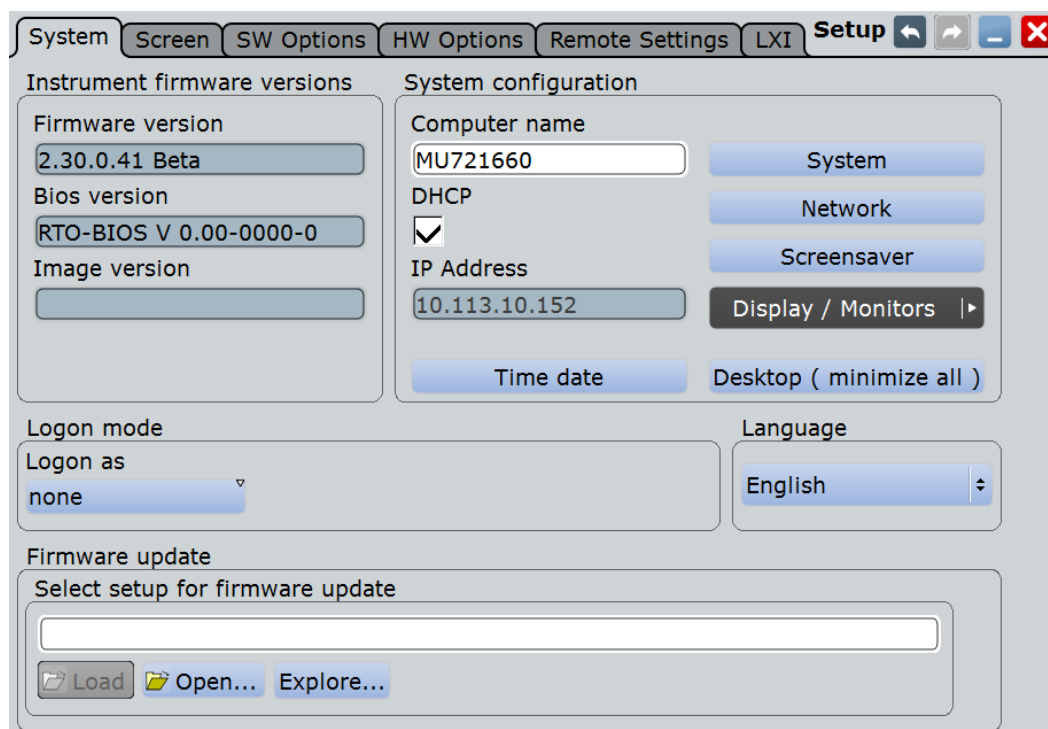 System Screen SW Options HW Options Remote Settings LXI Setup
Instrument firmware versions
Firmware version
2.30.0.41 Beta
Bios version
RTO-BIOS V 0.00-0000-0
Image version
System configuration
Computer name
MU721660
DHCP
IP Address
10.113.10.152
Time date
System
Network
Screensaver
Display / Monitors
Desktop ( minimize all )
Logon mode
Logon as
none
Language
English
Firmware update
Select setup for firmware update
Load Open... Explore...